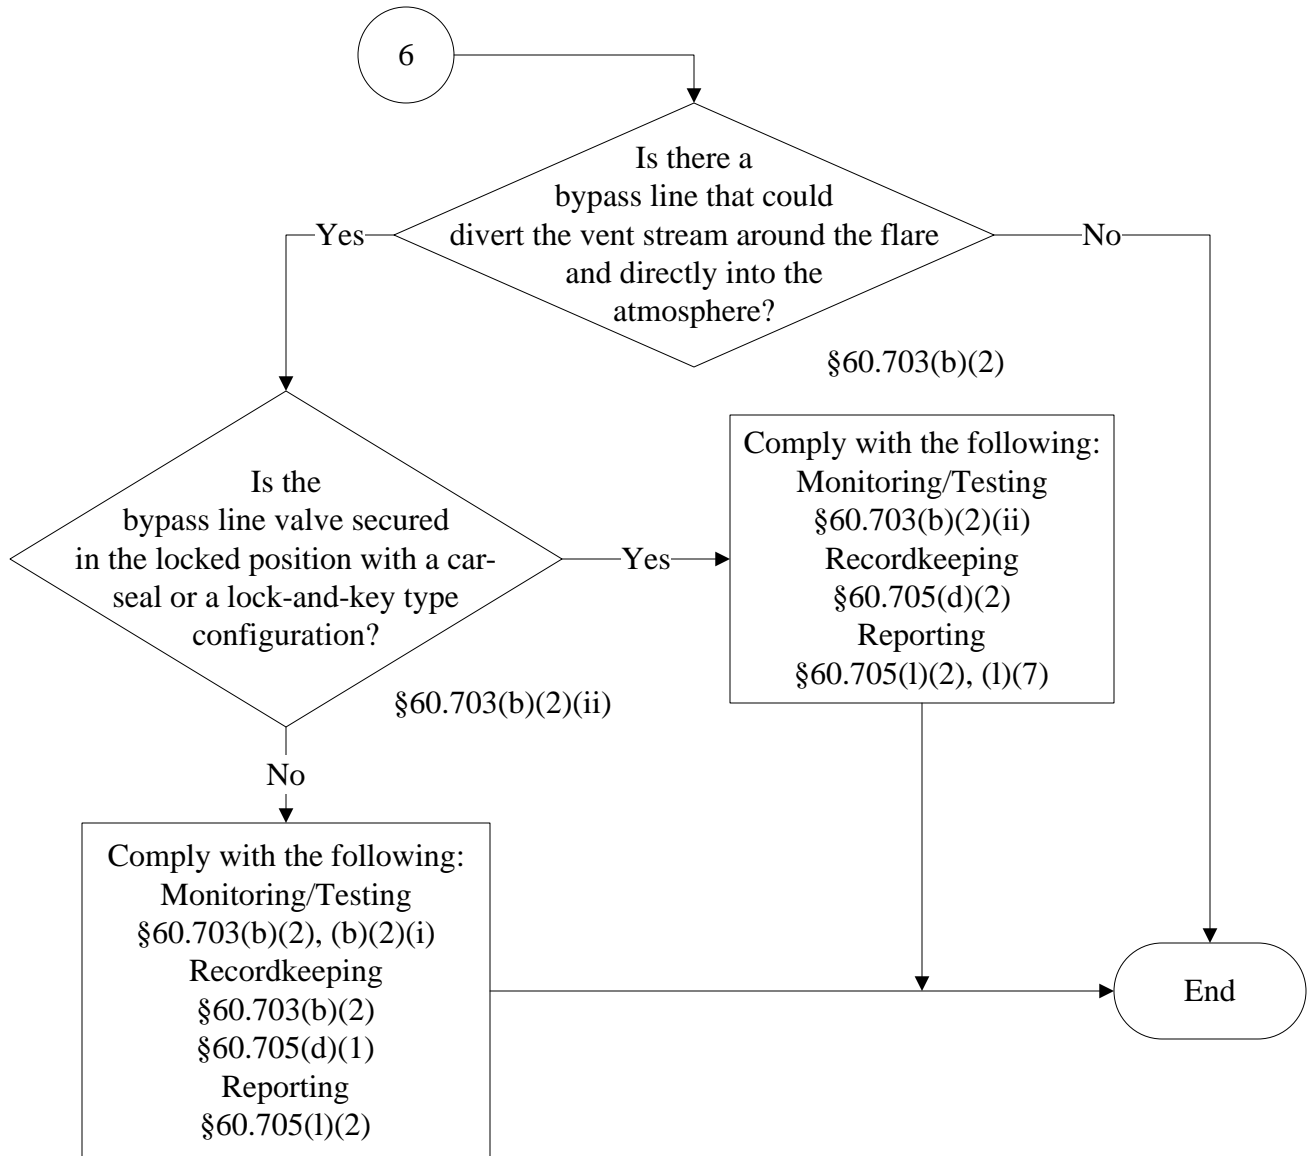 6
Is there a
bypass line that could
divert the vent stream around the flare
and directly into the
atmosphere?
Yes
No
§60.703(b)(2)
Is the
bypass line valve secured
in the locked position with a car-
seal or a lock-and-key type
configuration?
§60.703(b)(2)(ii)
Yes
Comply with the following:
Monitoring/Testing
§60.703(b)(2)(ii)
Recordkeeping
§60.705(d)(2)
Reporting
§60.705(l)(2), (l)(7)
No
Comply with the following:
Monitoring/Testing
§60.703(b)(2), (b)(2)(i)
Recordkeeping
§60.703(b)(2)
§60.705(d)(1)
Reporting
§60.705(l)(2)
End